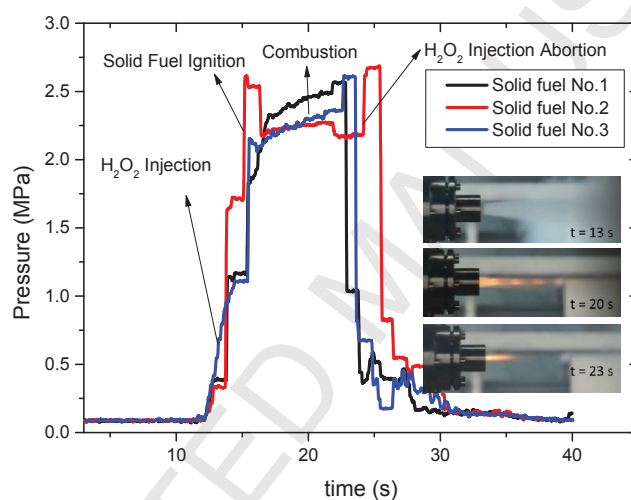 3.0
2.5
2.0
1.5
1.0
0.5
0.0
Pressure (MPa)
10
20
30
40
time (s)
Solid Fuel Ignition
Combustion
H₂O₂ Injection Abortion
H₂O₂ Injection
Solid fuel No.1
Solid fuel No.2
Solid fuel No.3
t = 13 s
t = 20 s
t = 23 s